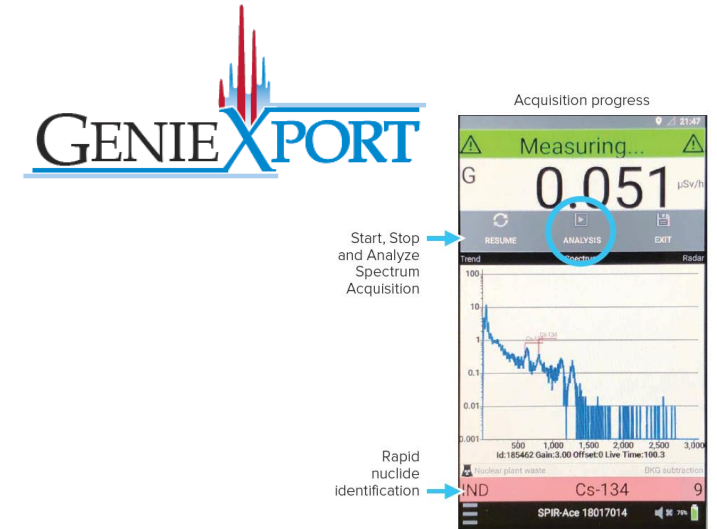 GENIEXPORT
Acquisition progress
21:47
Measuring...
G
0.051
µSv/h
Start, Stop
and Analyze
Spectrum
Acquisition
RESUME
ANALYSIS
EXIT
Trend
Spectrum
Radar
100
10
1
0.1
0.01
0.001
Cs-134
Cs-134
500 1,000 1,500 2,000 2,500 3,000
Id:185462 Gain:3.00 Offset:0 Live Time:100.3
Nuclear plant waste
BKG subtraction
Rapid
nuclide
identification
IND
Cs-134
9
SPIR-Ace 18017014
76%